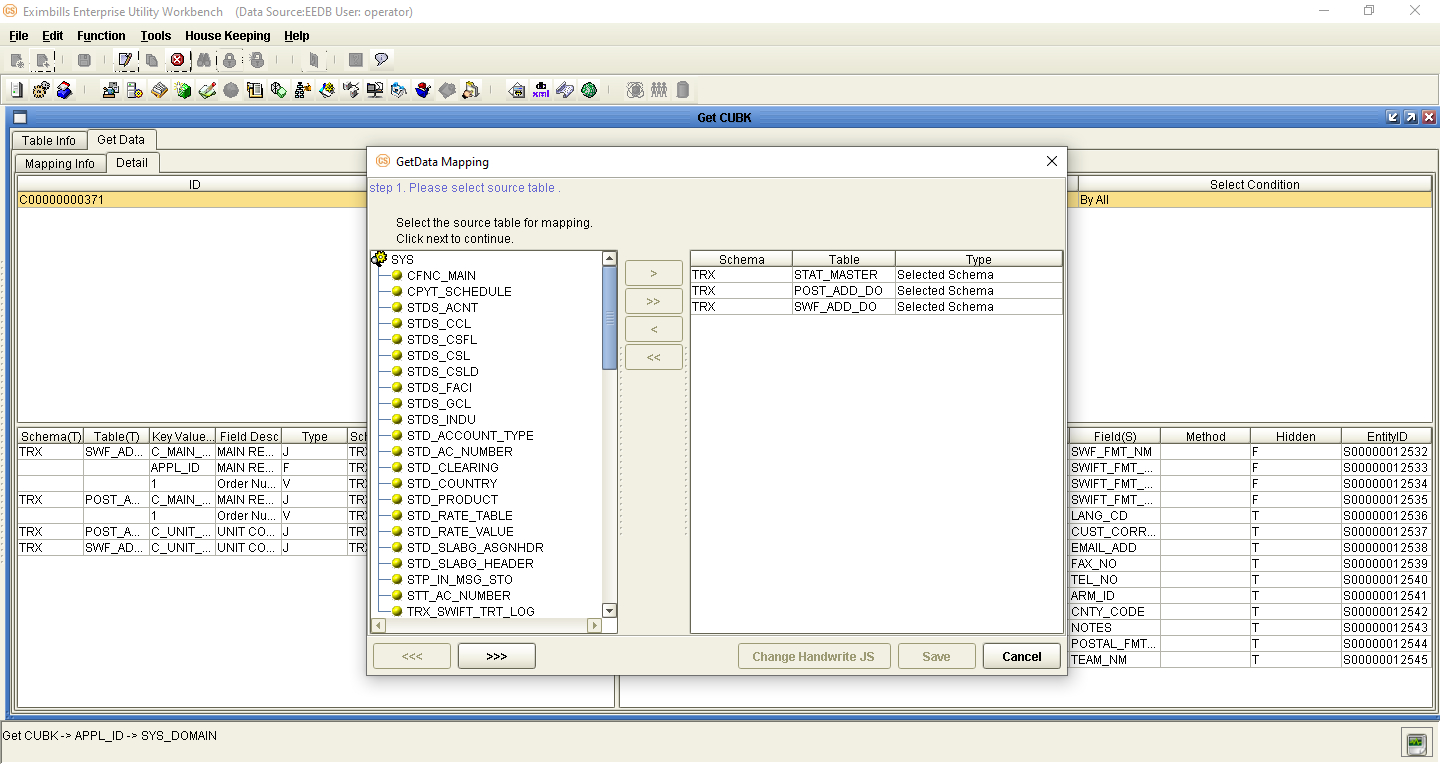 Eximbills Enterprise Utility Workbench (Data Source:EEDB User: operator)
File Edit Function Tools House Keeping Help
Get CUBK
Table Info Get Data
Mapping Info Detail
ID Select Condition
C00000000371 By All
GetData Mapping
step 1. Please select source table .
Select the source table for mapping.
Click next to continue.
SYS
CFNC_MAIN
CPYT_SCHEDULE
STDS_ACNT
STDS_CCL
STDS_CSFL
STDS_CSL
STDS_CSLD
STDS_FACI
STDS_GCL
STDS_INDU
STD_ACCOUNT_TYPE
STD_AC_NUMBER
STD_CLEARING
STD_COUNTRY
STD_PRODUCT
STD_RATE_TABLE
STD_RATE_VALUE
STD_SLABG_ASGNHDR
STD_SLABG_HEADER
STP_IN_MSG_STO
STT_AC_NUMBER
TRX_SWIFT_TRT_LOG
>
>>
<
<<
Schema Table Type
TRX STAT_MASTER Selected Schema
TRX POST_ADD_DO Selected Schema
TRX SWF_ADD_DO Selected Schema
<<< >>> Change Handwrite JS Save Cancel
Schema(T) Table(T) Key Value... Field Desc Type Scl
TRX SWF_AD... C_MAIN_... MAIN RE... J TRX
APPL_ID MAIN RE... F TRX
1 Order Nu... V TRX
TRX POST_A... C_MAIN_... MAIN RE... J TRX
1 Order Nu... V TRX
TRX POST_A... C_UNIT_... UNIT CO... J TRX
TRX SWF_AD... C_UNIT_... UNIT CO... J TRX
Field(S) Method Hidden EntityID
SWF_FMT_NM F S00000012532
SWIFT_FMT_... F S00000012533
SWIFT_FMT_... F S00000012534
SWIFT_FMT_... F S00000012535
LANG_CD T S00000012536
CUST_CORR... T S00000012537
EMAIL_ADD T S00000012538
FAX_NO T S00000012539
TEL_NO T S00000012540
ARM_ID T S00000012541
CNTY_CODE T S00000012542
NOTES T S00000012543
POSTAL_FMT... T S00000012544
TEAM_NM T S00000012545
Get CUBK -> APPL_ID -> SYS_DOMAIN